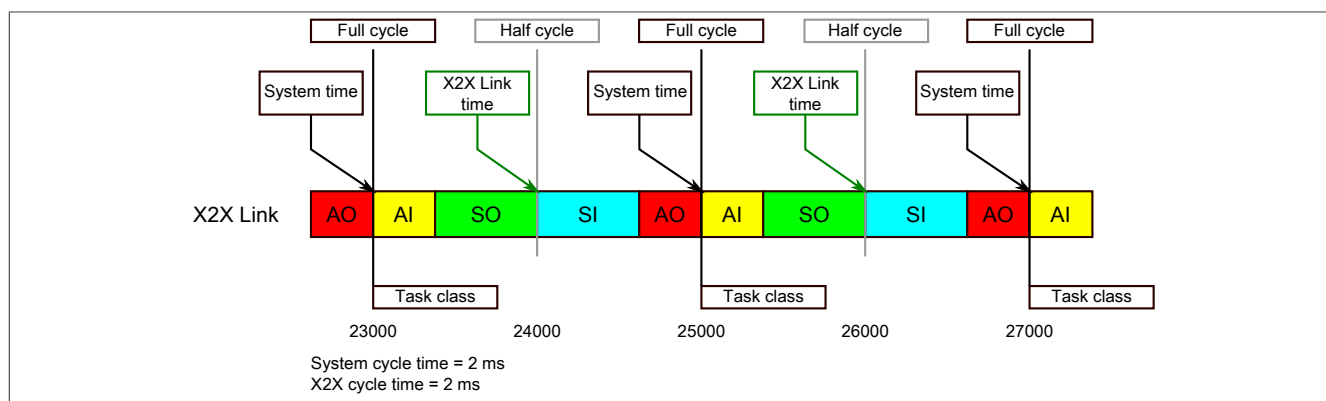 Full cycle
Half cycle
Full cycle
Half cycle
Full cycle
System time
X2X Link
time
System time
X2X Link
time
System time
X2X Link
AO
AI
SO
SI
AO
AI
SO
SI
AO
AI
Task class
Task class
Task class
23000
24000
25000
26000
27000
System cycle time = 2 ms
X2X cycle time = 2 ms